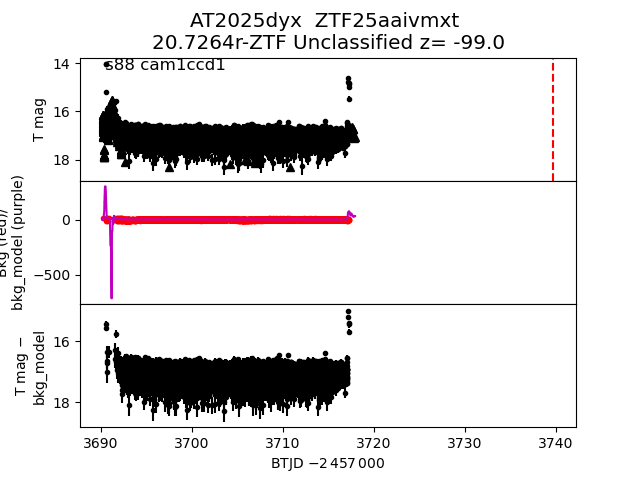 AT2025dyx  ZTF25aaivmxt
20.7264r-ZTF Unclassified z= -99.0
s88 cam1ccd1
14
16
18
T mag
0
−500
Bkg (red)/
bkg_model (purple)
16
18
T mag −
bkg_model
3690 3700 3710 3720 3730 3740
BTJD −2 457 000